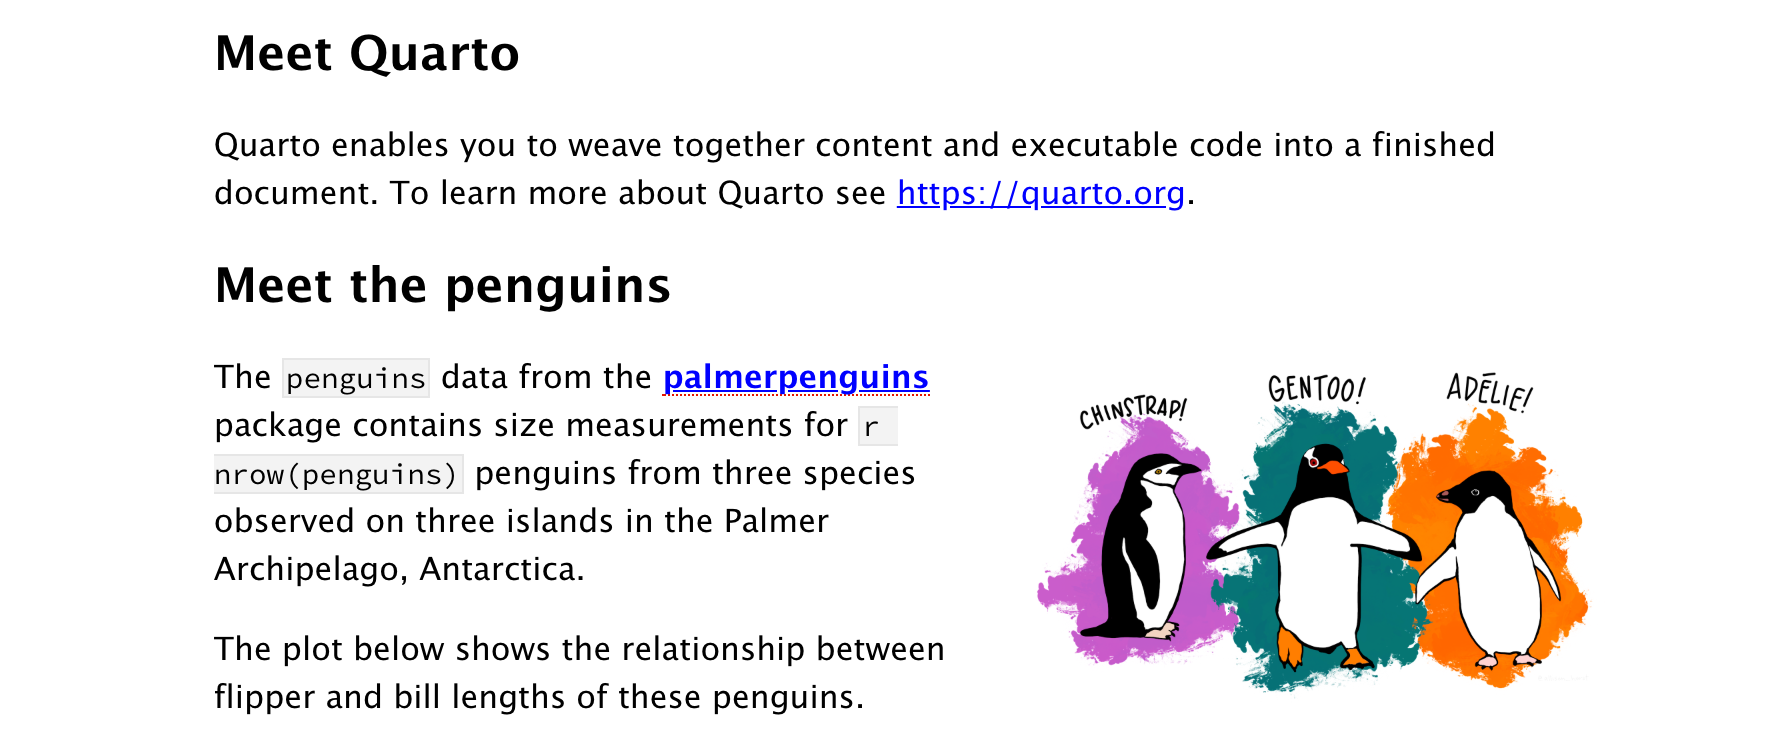 Meet Quarto
Quarto enables you to weave together content and executable code into a finished
document. To learn more about Quarto see https://quarto.org.
Meet the penguins
The penguins data from the palmerpenguins
package contains size measurements for r
nrow(penguins) penguins from three species
observed on three islands in the Palmer
Archipelago, Antarctica.
The plot below shows the relationship between
flipper and bill lengths of these penguins.
CHINSTRAP!
GENTOO!
ADÉLIE!